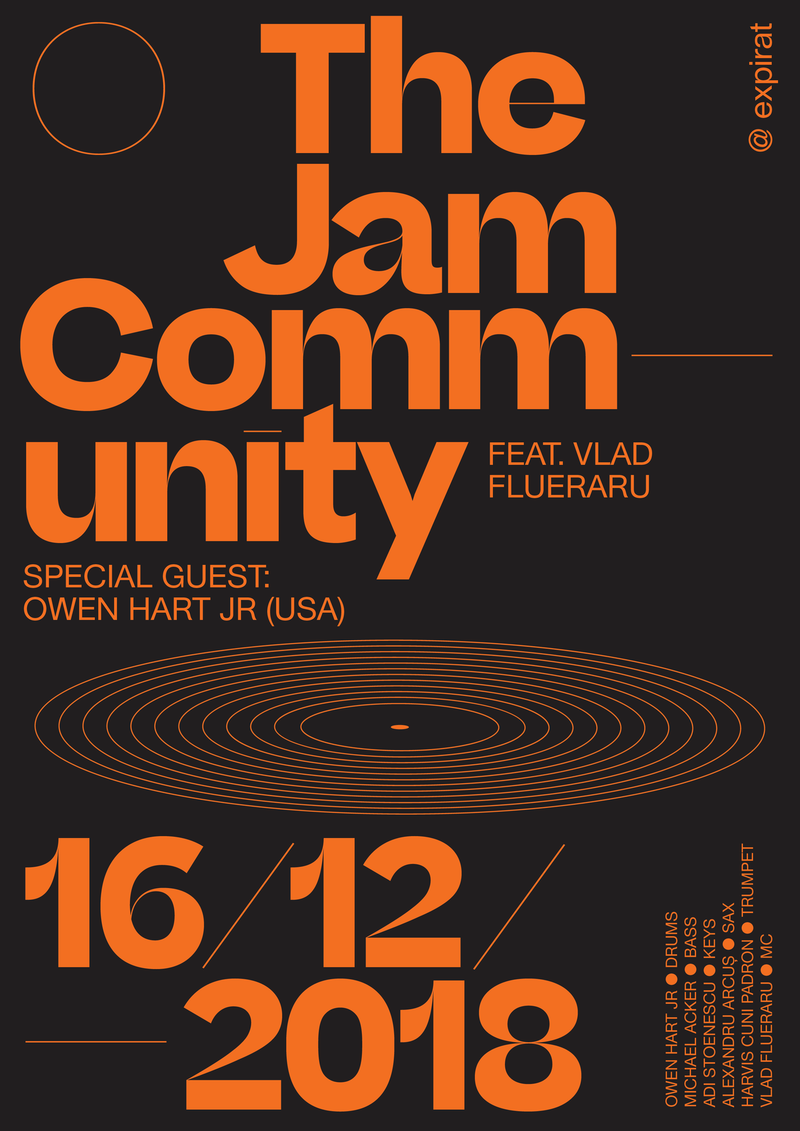 The
@ expirat
Jam
Comm
unity
FEAT. VLAD
FLUERARU
SPECIAL GUEST:
OWEN HART JR (USA)
16/12/
2018
OWEN HART JR ● DRUMS
MICHAEL ACKER ● BASS
ADI STOENESCU ● KEYS
ALEXANDRU ARCUȘ ● SAX
HARVIS CUNI PADRON ● TRUMPET
VLAD FLUERARU ● MC